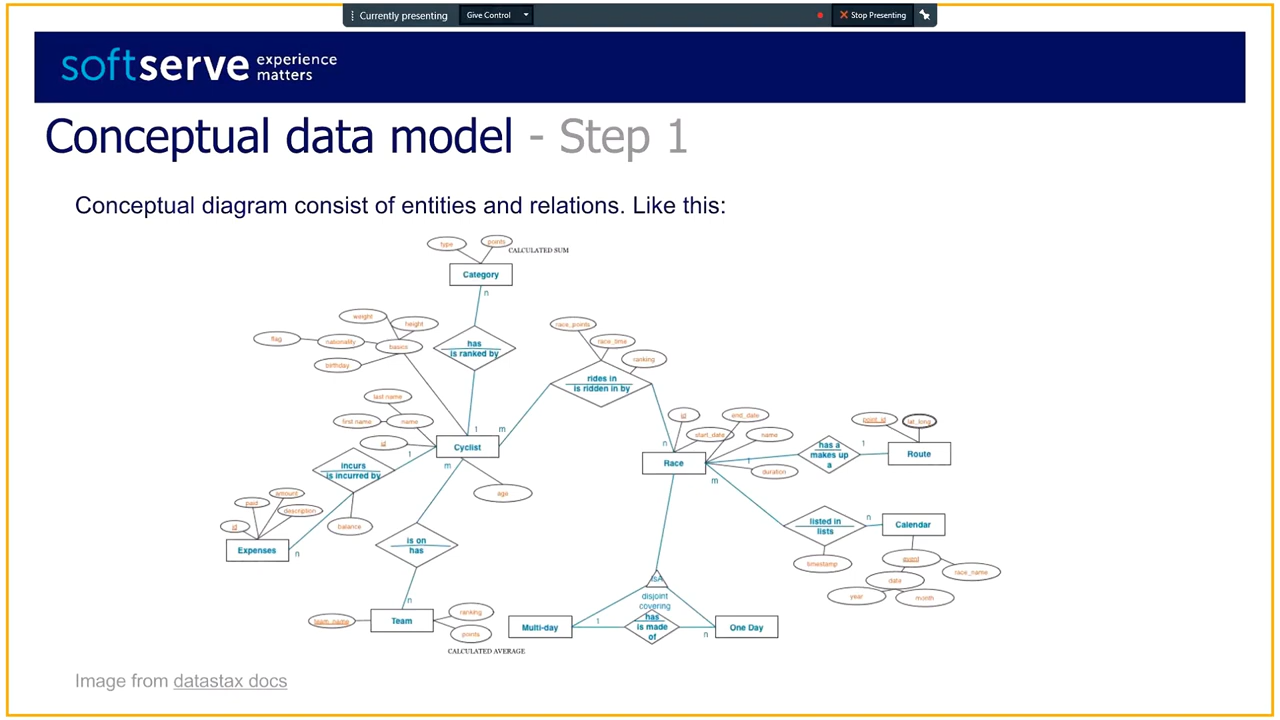 Currently presenting
Give Control
Stop Presenting
softserve
experience
matters
Conceptual data model - Step 1
Conceptual diagram consist of entities and relations. Like this:
type
points
CALCULATED SUM
Category
n
weight
height
flag
nationality
basics
birthday
has
is ranked by
race_points
race_time
ranking
rides in
is ridden in by
last name
first name
name
id
1
m
Cyclist
1
m
age
incurs
is incurred by
balance
amount
paid
description
id
Expenses
n
is on
has
n
Team
team_name
ranking
points
CALCULATED AVERAGE
id
end_date
start_date
name
duration
n
Race
1
m
has a
makes up
a
1
point_id
lat_long
Route
listed in
lists
n
Calendar
timestamp
event
race_name
date
year
month
IsA
disjoint
covering
has
is made
of
Multi-day
1
n
One Day
Image from datastax docs